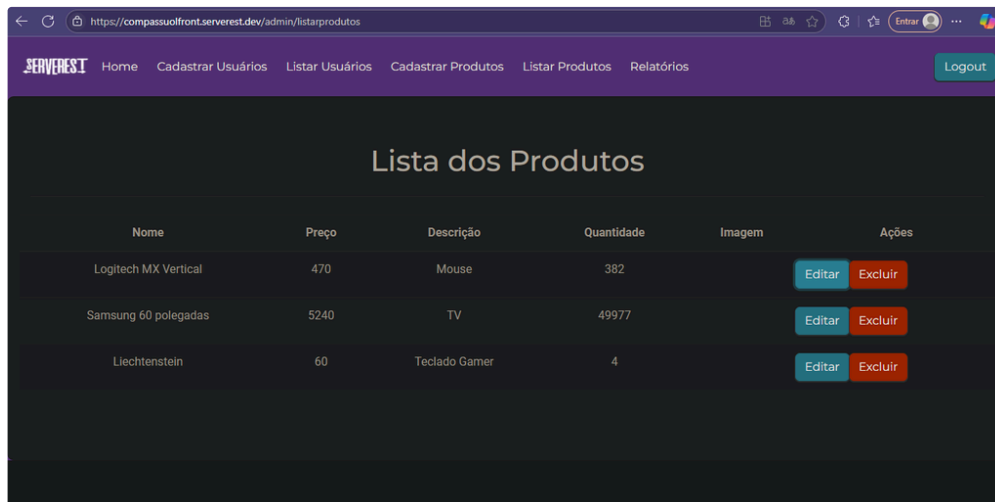 https://compassuolfront.serverest.dev/admin/listarprodutos Entrar
SERVEREST Home Cadastrar Usuários Listar Usuários Cadastrar Produtos Listar Produtos Relatórios Logout
Lista dos Produtos
Nome Preço Descrição Quantidade Imagem Ações
Logitech MX Vertical 470 Mouse 382 Editar Excluir
Samsung 60 polegadas 5240 TV 49977 Editar Excluir
Liechtenstein 60 Teclado Gamer 4 Editar Excluir